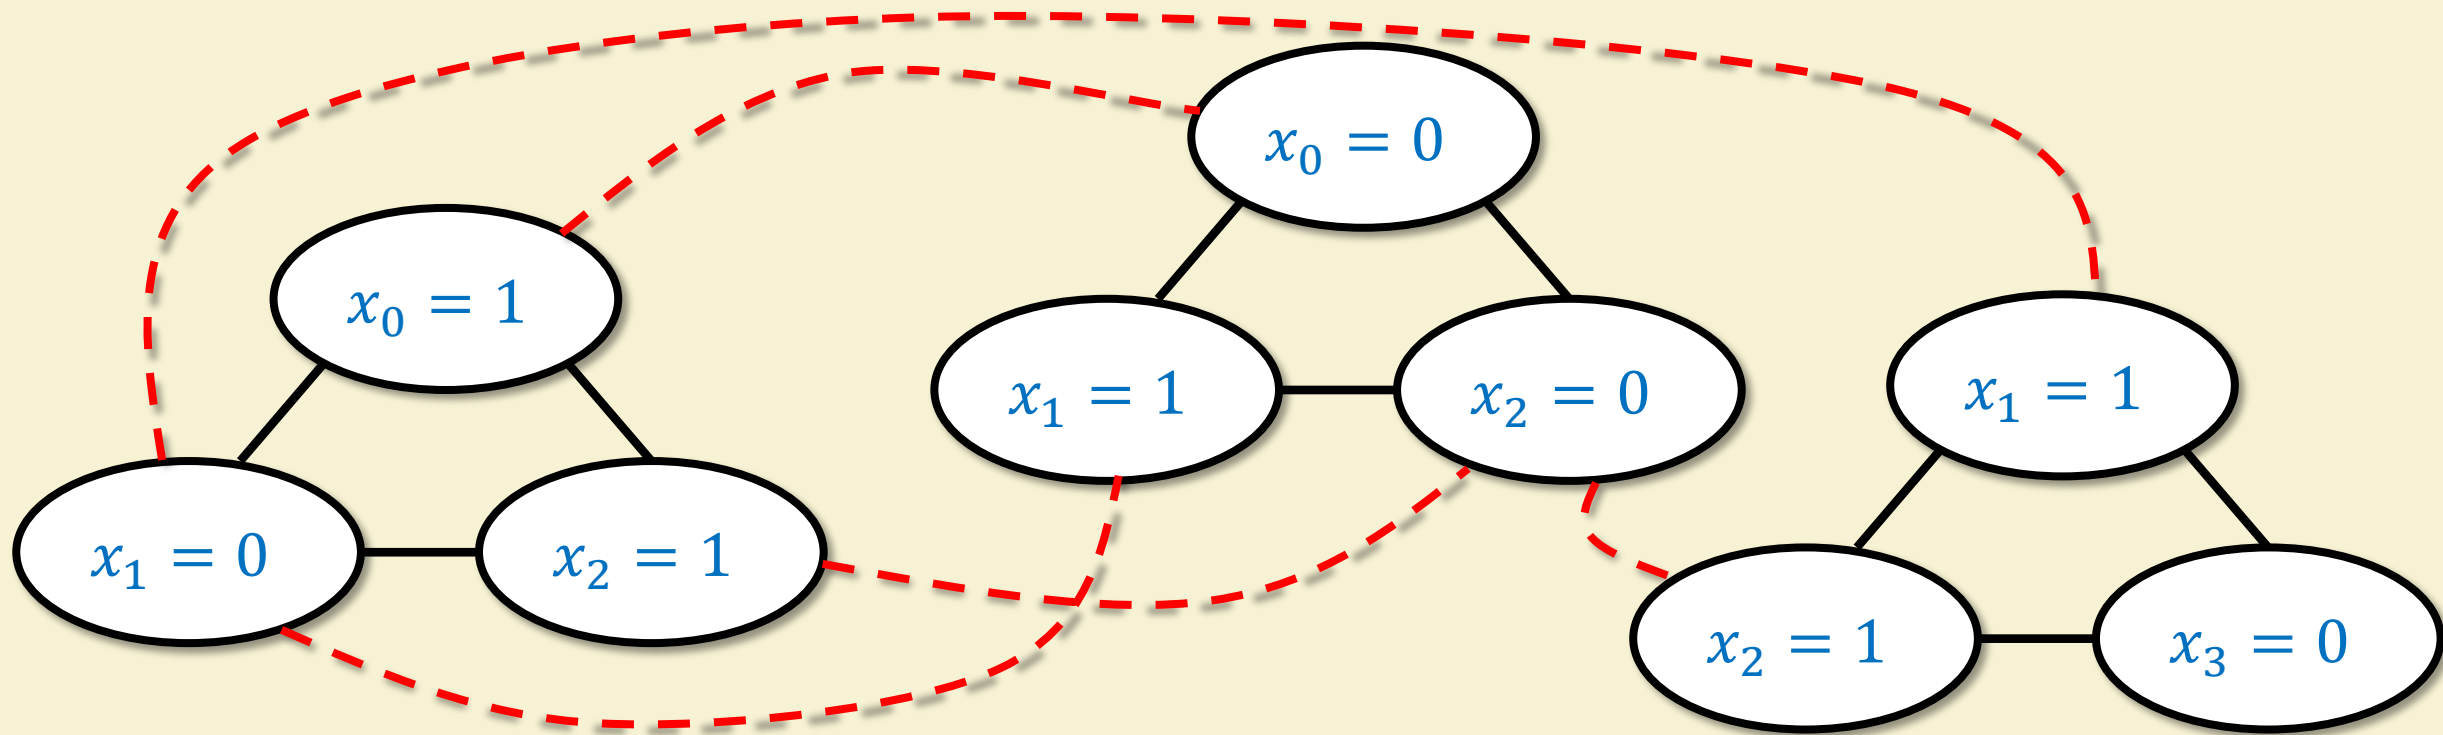 x₀ = 0
x₀ = 1
x₁ = 1
x₂ = 0
x₁ = 1
x₁ = 0
x₂ = 1
x₂ = 1
x₃ = 0